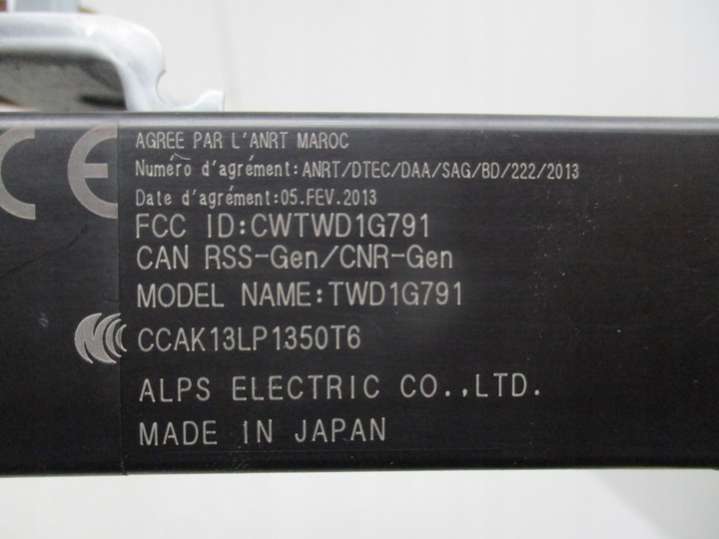 CE
AGREE PAR L'ANRT MAROC
Numéro d'agrément:ANRT/DTEC/DAA/SAG/BD/222/2013
Date d'agrément:05.FEV.2013
FCC ID:CWTWD1G791
CAN RSS-Gen/CNR-Gen
MODEL NAME:TWD1G791
CCAK13LP1350T6
ALPS ELECTRIC CO.,LTD.
MADE IN JAPAN